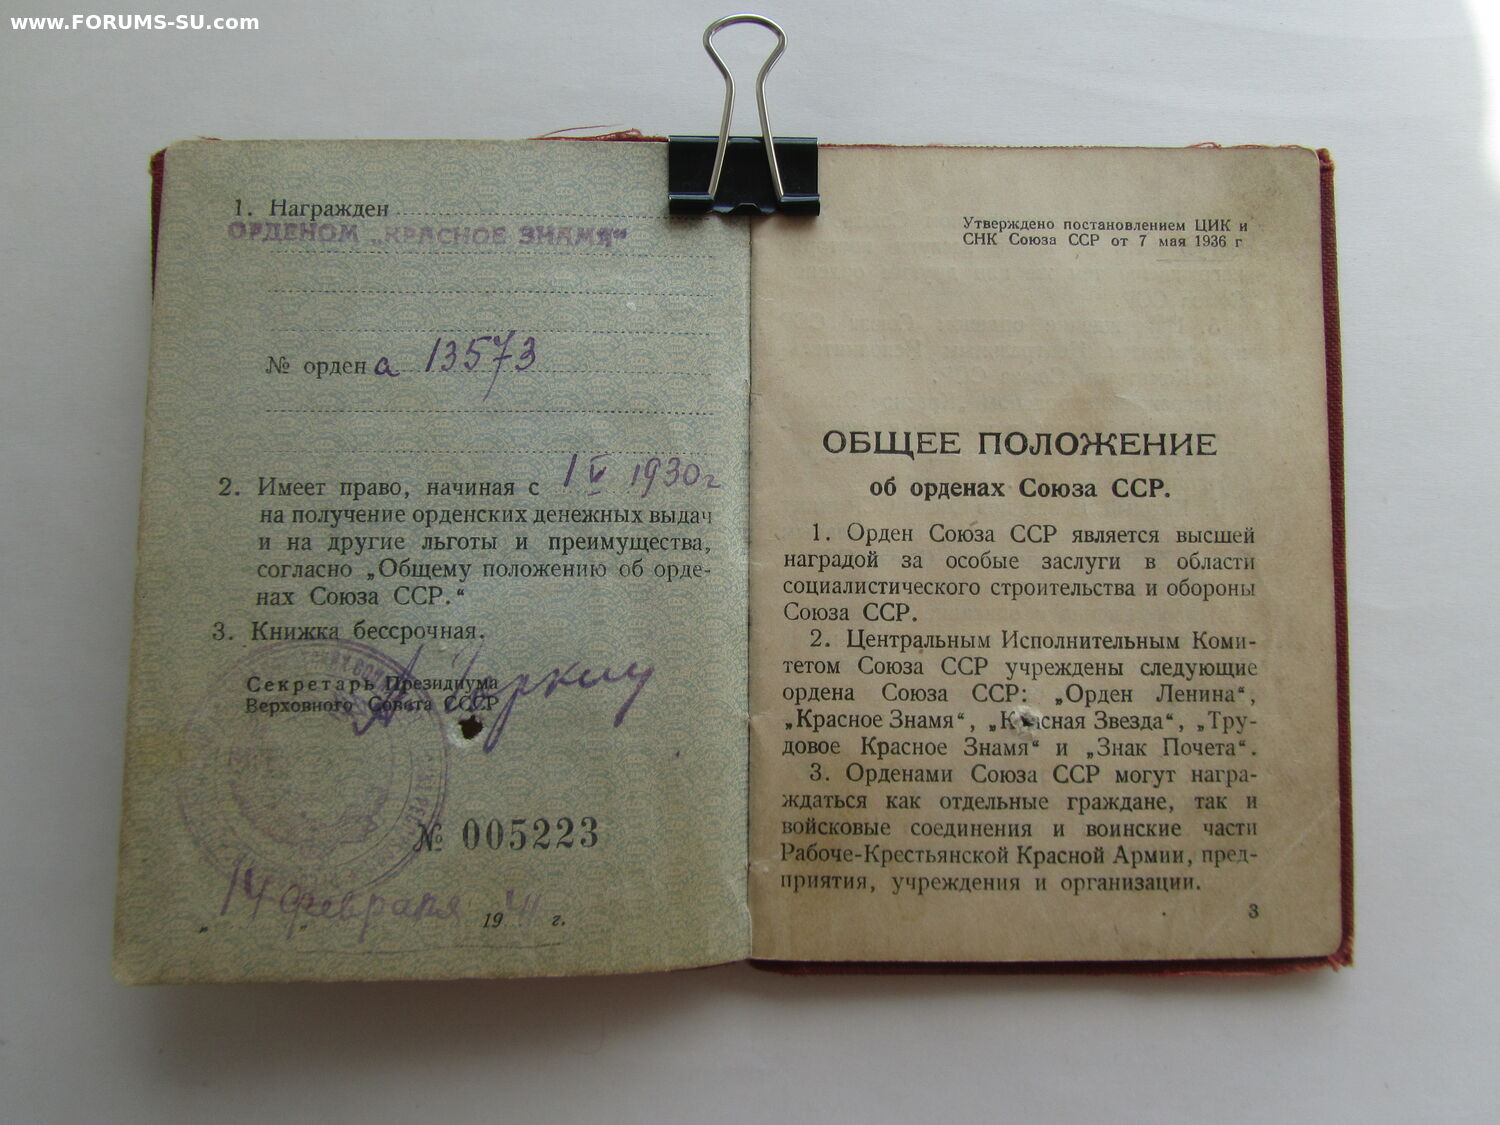 www.FORUMS-SU.com
1. Награжден
ОРДЕНОМ „КРАСНОЕ ЗНАМЯ“
№ орден а 13573
2. Имеет право, начиная с 1 V 1930 г
на получение орденских денежных выдач
и на другие льготы и преимущества,
согласно „Общему положению об орде-
нах Союза ССР.“
3. Книжка бессрочная.
Секретарь Президиума
Верховного Совета СССР
А Горкин
№ 005223
„14“ февраля 1941 г.
Утверждено постановлением ЦИК и
СНК Союза ССР от 7 мая 1936 г
ОБЩЕЕ ПОЛОЖЕНИЕ
об орденах Союза ССР.
1. Орден Союза ССР является высшей
наградой за особые заслуги в области
социалистического строительства и обороны
Союза ССР.
2. Центральным Исполнительным Коми-
тетом Союза ССР учреждены следующие
ордена Союза ССР: „Орден Ленина“,
„Красное Знамя“, „Красная Звезда“, „Тру-
довое Красное Знамя“ и „Знак Почета“.
3. Орденами Союза ССР могут награ-
ждаться как отдельные граждане, так и
войсковые соединения и воинские части
Рабоче-Крестьянской Красной Армии, пред-
приятия, учреждения и организации.
3